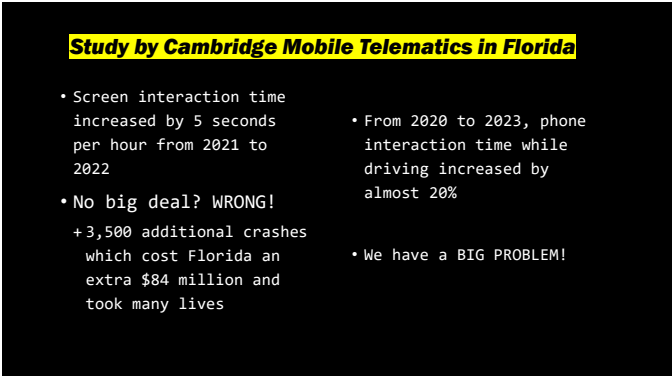 Study by Cambridge Mobile Telematics in Florida
• Screen interaction time
increased by 5 seconds
per hour from 2021 to
2022
• No big deal? WRONG!
+ 3,500 additional crashes
which cost Florida an
extra $84 million and
took many lives
• From 2020 to 2023, phone
interaction time while
driving increased by
almost 20%
• We have a BIG PROBLEM!